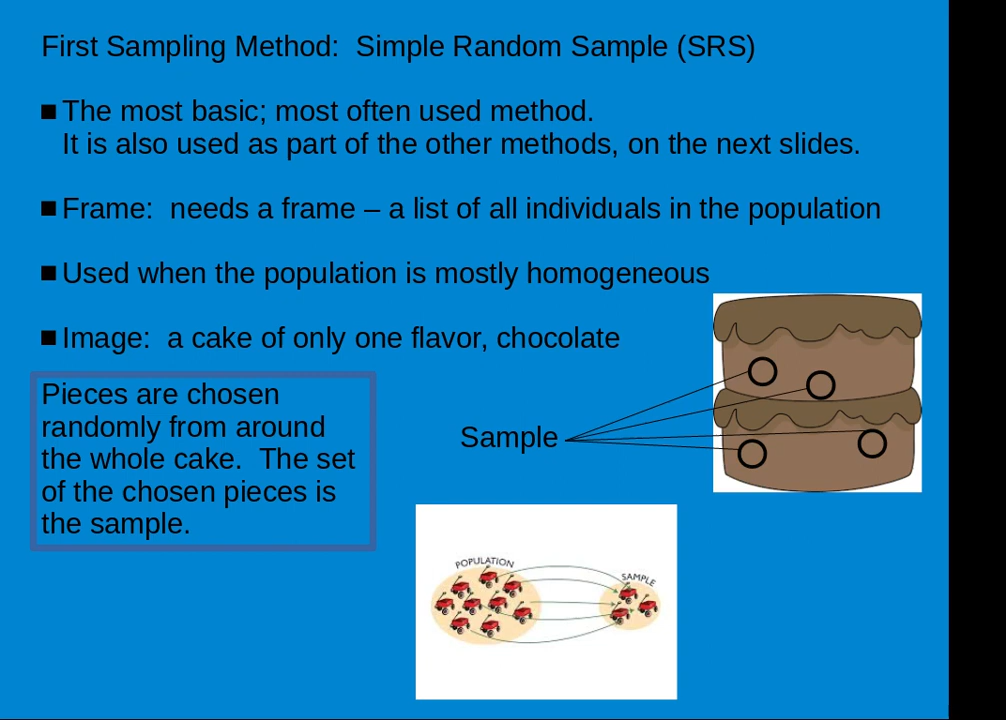 First Sampling Method:  Simple Random Sample (SRS)
The most basic; most often used method.
It is also used as part of the other methods, on the next slides.
Frame:  needs a frame – a list of all individuals in the population
Used when the population is mostly homogeneous
Image:  a cake of only one flavor, chocolate
Pieces are chosen
randomly from around
the whole cake.  The set
of the chosen pieces is
the sample.
Sample
POPULATION
SAMPLE